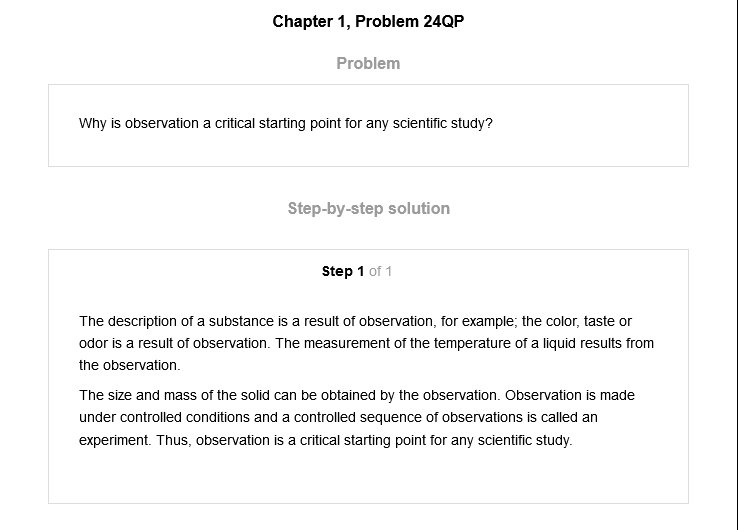 Chapter 1, Problem 24QP
Problem
Why is observation a critical starting point for any scientific study?
Step-by-step solution
Step 1 of 1
The description of a substance is a result of observation, for example; the color, taste or
odor is a result of observation. The measurement of the temperature of a liquid results from
the observation.
The size and mass of the solid can be obtained by the observation. Observation is made
under controlled conditions and a controlled sequence of observations is called an
experiment. Thus, observation is a critical starting point for any scientific study.